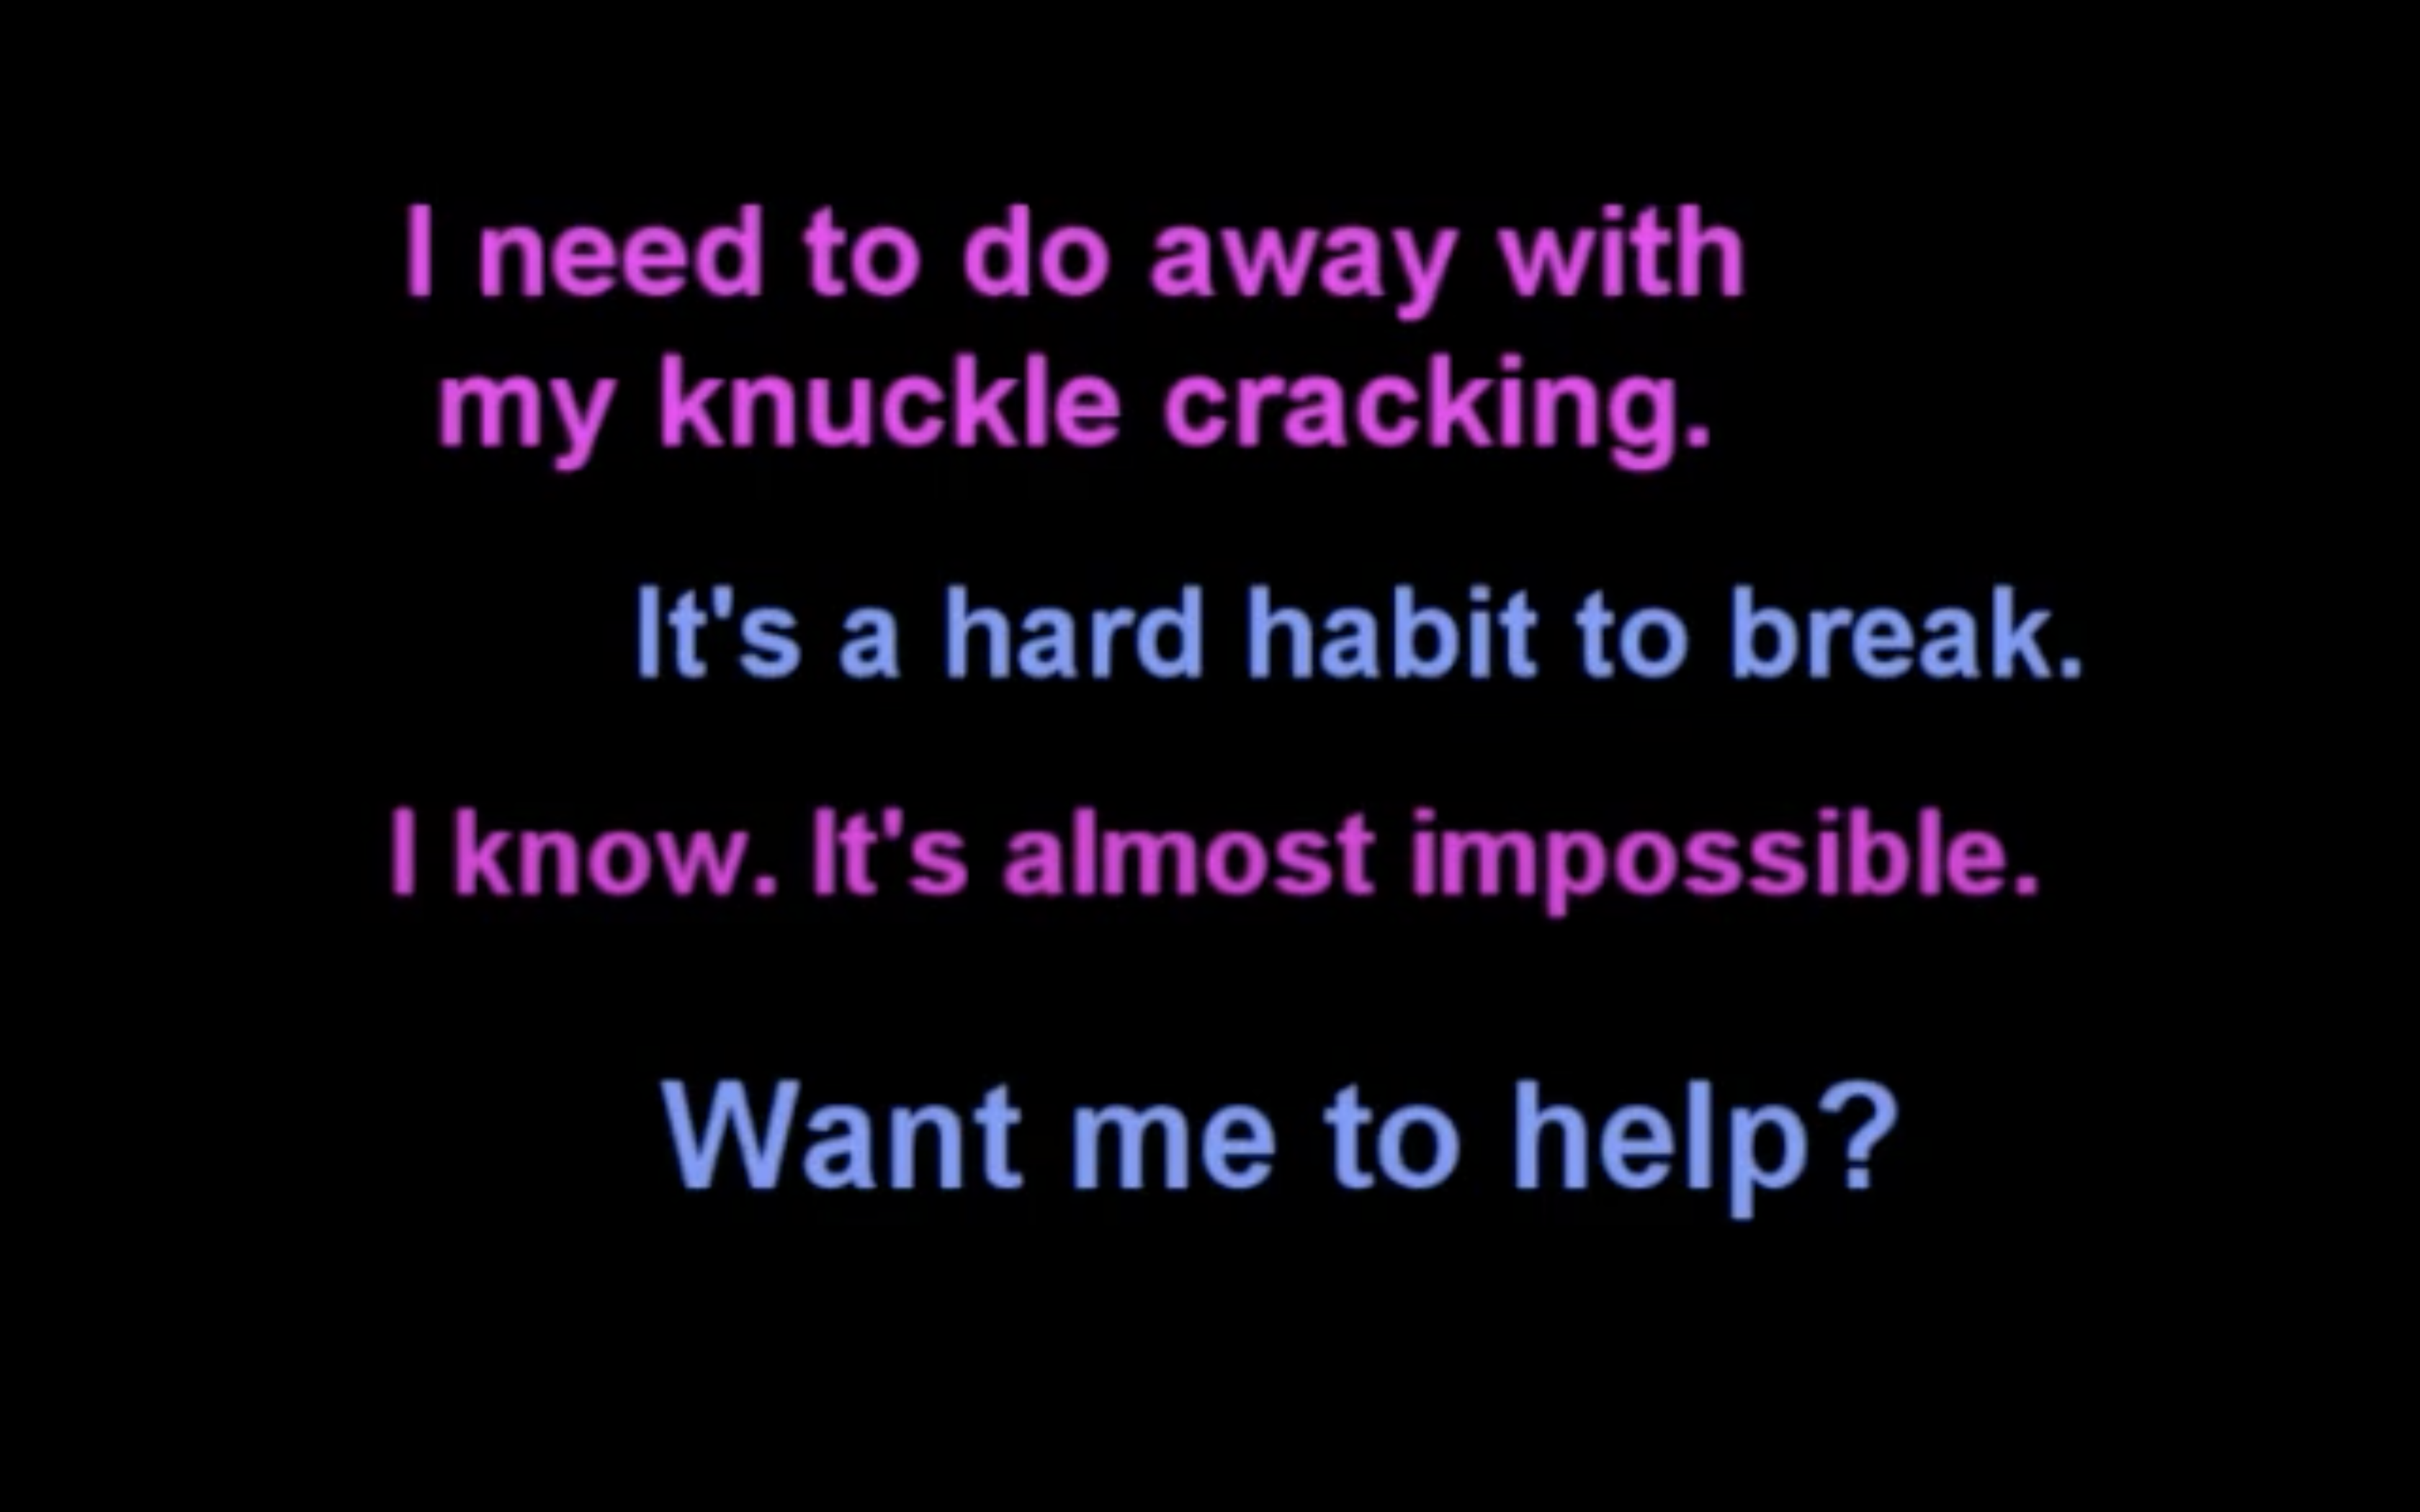 I need to do away with
my knuckle cracking.
It's a hard habit to break.
I know. It's almost impossible.
Want me to help?